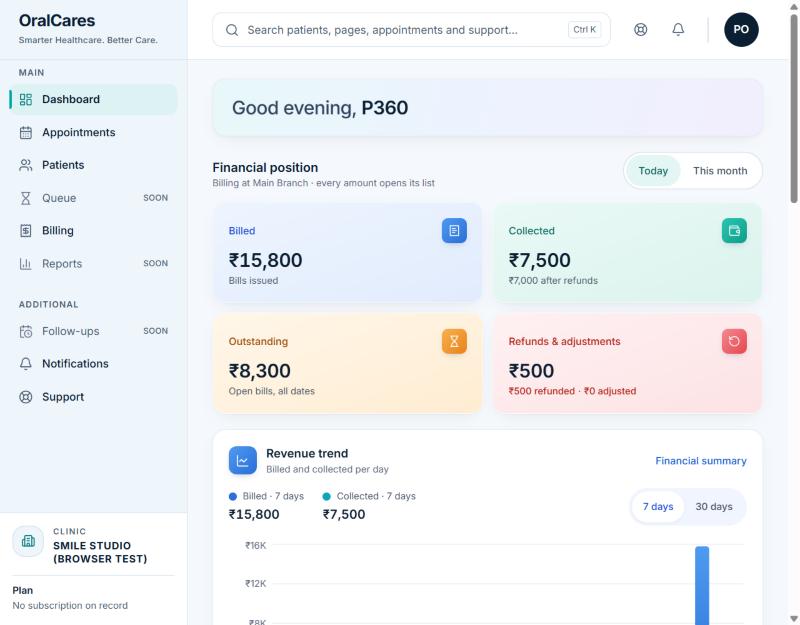 OralCares
Smarter Healthcare. Better Care.
MAIN
Dashboard
Appointments
Patients
Queue SOON
Billing
Reports SOON
ADDITIONAL
Follow-ups SOON
Notifications
Support
CLINIC
SMILE STUDIO
(BROWSER TEST)
Plan
No subscription on record
Search patients, pages, appointments and support... Ctrl K
PO
Good evening, P360
Financial position
Billing at Main Branch · every amount opens its list
Today This month
Billed
₹15,800
Bills issued
Collected
₹7,500
₹7,000 after refunds
Outstanding
₹8,300
Open bills, all dates
Refunds & adjustments
₹500
₹500 refunded · ₹0 adjusted
Revenue trend
Billed and collected per day
Financial summary
Billed · 7 days Collected · 7 days
₹15,800 ₹7,500
7 days 30 days
₹16K
₹12K
₹8K